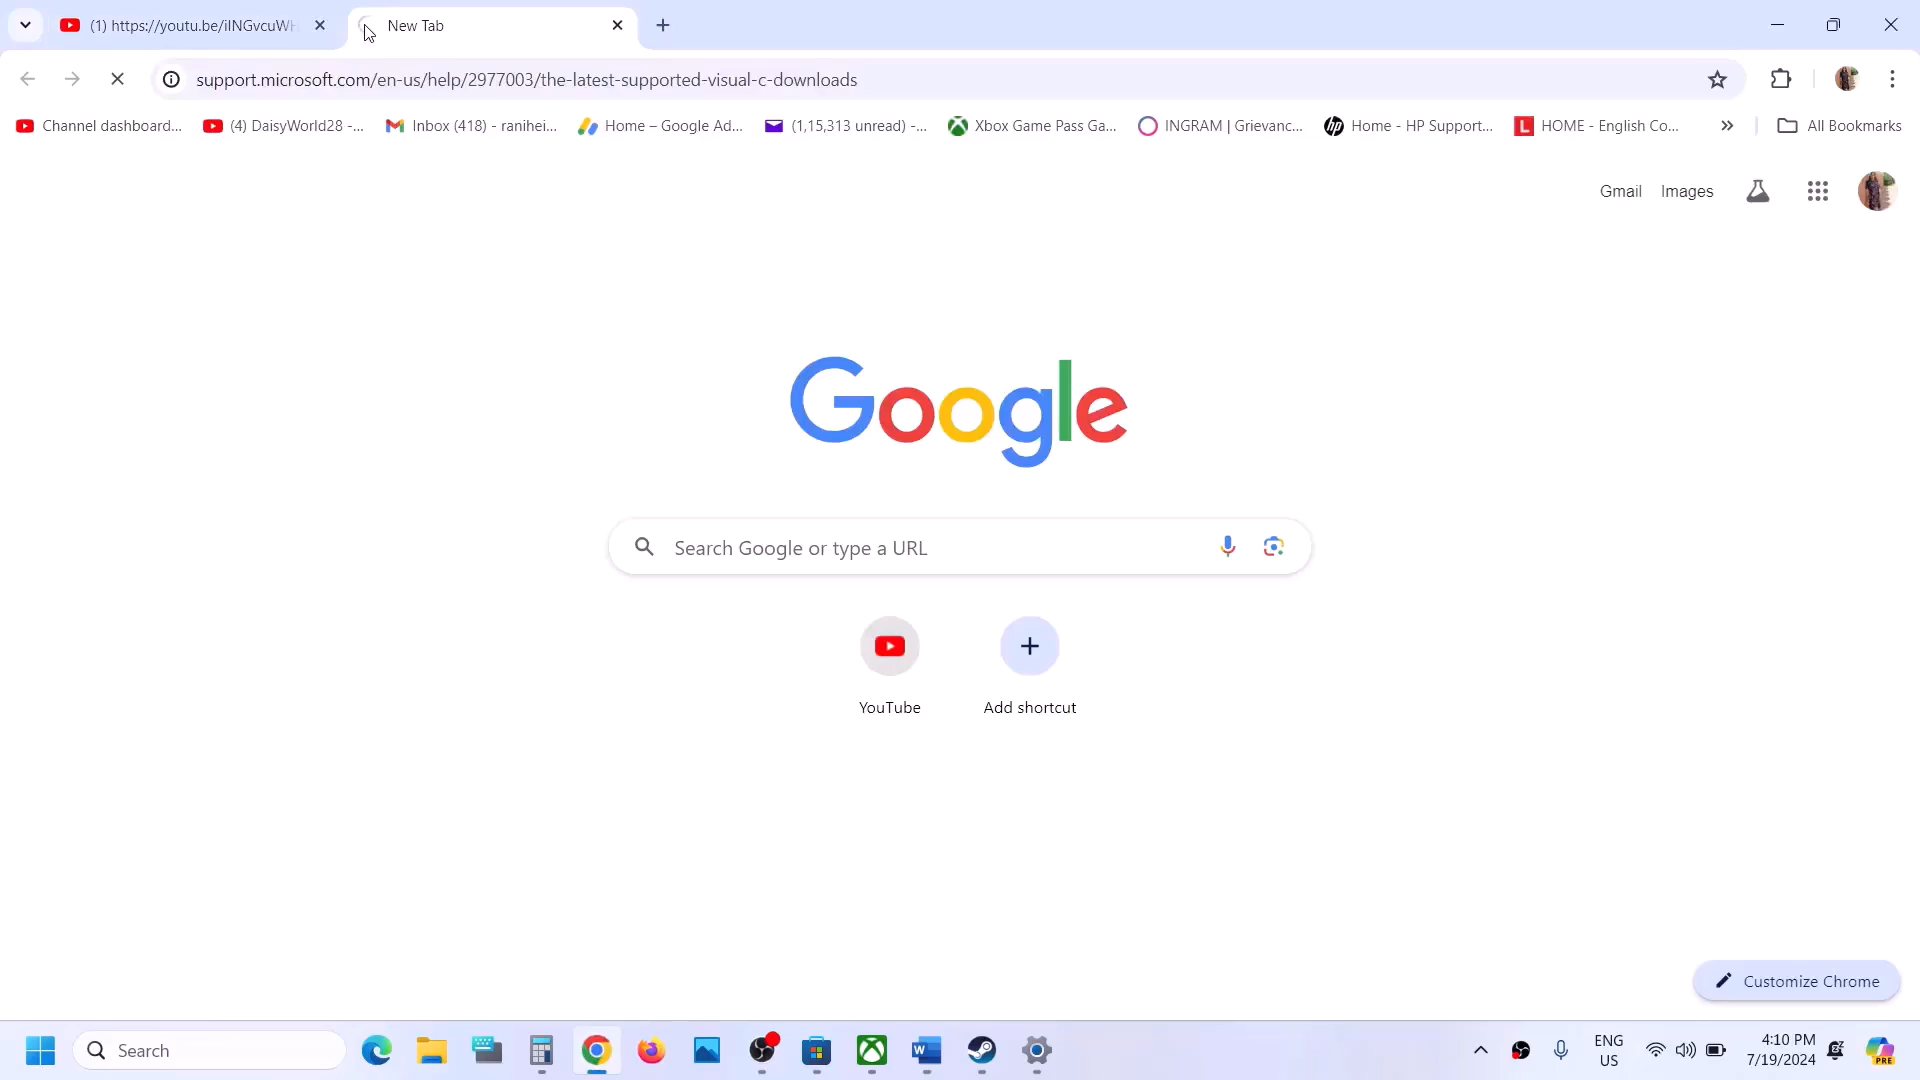 (1) https://youtu.be/ilNGvcuWH
New Tab
support.microsoft.com/en-us/help/2977003/the-latest-supported-visual-c-downloads
Channel dashboard...
(4) DaisyWorld28 -...
Inbox (418) - ranihei...
Home – Google Ad...
(1,15,313 unread) -...
Xbox Game Pass Ga...
INGRAM | Grievanc...
hp
Home - HP Support...
L
HOME - English Co...
All Bookmarks
Gmail
Images
Google
Search Google or type a URL
YouTube
Add shortcut
Customize Chrome
Search
W
ENG
US
4:10 PM
7/19/2024
PRE